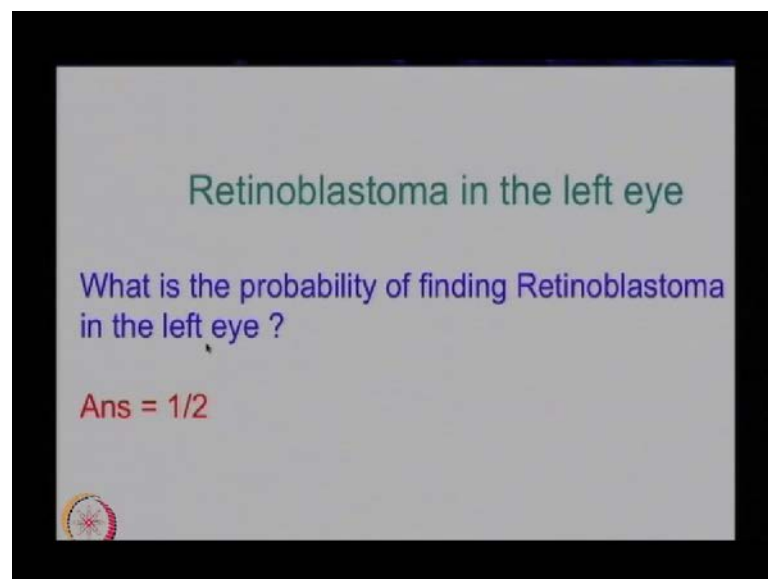 Retinoblastoma in the left eye
What is the probability of finding Retinoblastoma
in the left eye ?
Ans = 1/2